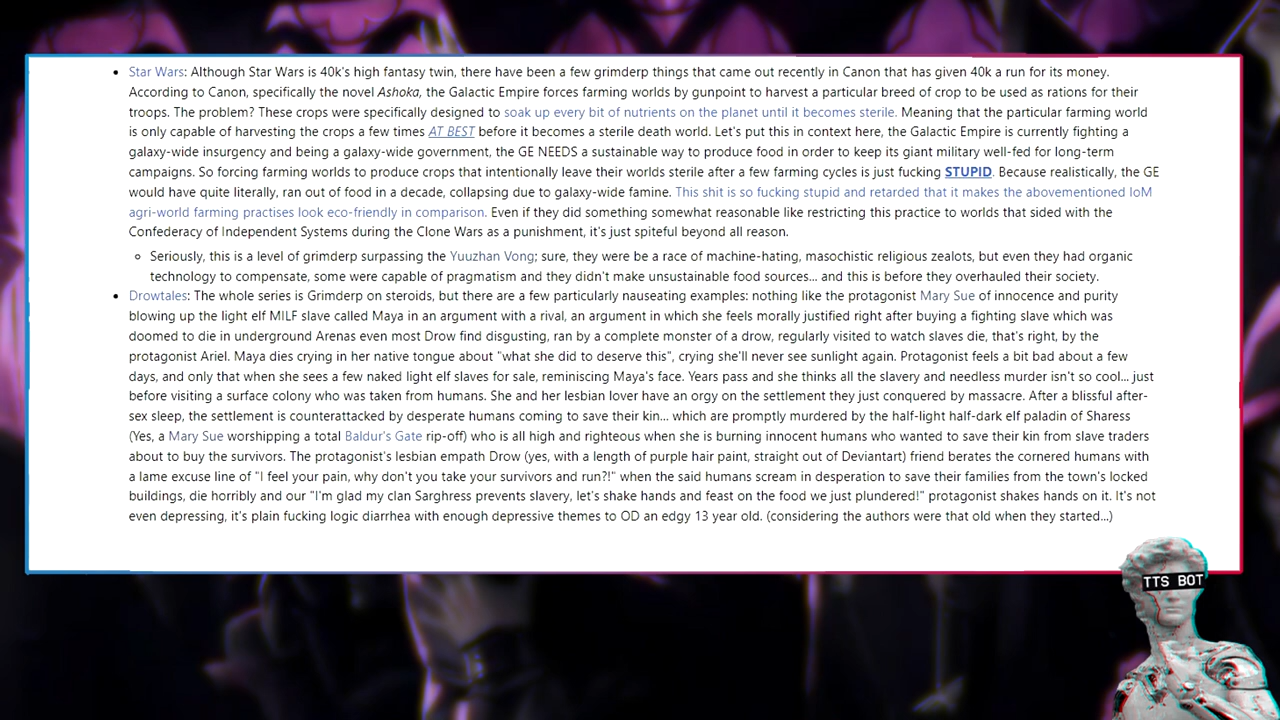 Star Wars: Although Star Wars is 40k's high fantasy twin, there have been a few grimderp things that came out recently in Canon that has given 40k a run for its money.
According to Canon, specifically the novel Ashoka, the Galactic Empire forces farming worlds by gunpoint to harvest a particular breed of crop to be used as rations for their
troops. The problem? These crops were specifically designed to soak up every bit of nutrients on the planet until it becomes sterile. Meaning that the particular farming world
is only capable of harvesting the crops a few times AT BEST before it becomes a sterile death world. Let's put this in context here, the Galactic Empire is currently fighting a
galaxy-wide insurgency and being a galaxy-wide government, the GE NEEDS a sustainable way to produce food in order to keep its giant military well-fed for long-term
campaigns. So forcing farming worlds to produce crops that intentionally leave their worlds sterile after a few farming cycles is just fucking STUPID. Because realistically, the GE
would have quite literally, ran out of food in a decade, collapsing due to galaxy-wide famine. This shit is so fucking stupid and retarded that it makes the abovementioned IoM
agri-world farming practises look eco-friendly in comparison. Even if they did something somewhat reasonable like restricting this practice to worlds that sided with the
Confederacy of Independent Systems during the Clone Wars as a punishment, it's just spiteful beyond all reason.
Seriously, this is a level of grimderp surpassing the Yuuzhan Vong; sure, they were be a race of machine-hating, masochistic religious zealots, but even they had organic
technology to compensate, some were capable of pragmatism and they didn't make unsustainable food sources... and this is before they overhauled their society.
Drowtales: The whole series is Grimderp on steroids, but there are a few particularly nauseating examples: nothing like the protagonist Mary Sue of innocence and purity
blowing up the light elf MILF slave called Maya in an argument with a rival, an argument in which she feels morally justified right after buying a fighting slave which was
doomed to die in underground Arenas even most Drow find disgusting, ran by a complete monster of a drow, regularly visited to watch slaves die, that's right, by the
protagonist Ariel. Maya dies crying in her native tongue about "what she did to deserve this", crying she'll never see sunlight again. Protagonist feels a bit bad about a few
days, and only that when she sees a few naked light elf slaves for sale, reminiscing Maya's face. Years pass and she thinks all the slavery and needless murder isn't so cool... just
before visiting a surface colony who was taken from humans. She and her lesbian lover have an orgy on the settlement they just conquered by massacre. After a blissful after-
sex sleep, the settlement is counterattacked by desperate humans coming to save their kin... which are promptly murdered by the half-light half-dark elf paladin of Sharess
(Yes, a Mary Sue worshipping a total Baldur's Gate rip-off) who is all high and righteous when she is burning innocent humans who wanted to save their kin from slave traders
about to buy the survivors. The protagonist's lesbian empath Drow (yes, with a length of purple hair paint, straight out of Deviantart) friend berates the cornered humans with
a lame excuse line of "I feel your pain, why don't you take your survivors and run?!" when the said humans scream in desperation to save their families from the town's locked
buildings, die horribly and our "I'm glad my clan Sarghress prevents slavery, let's shake hands and feast on the food we just plundered!" protagonist shakes hands on it. It's not
even depressing, it's plain fucking logic diarrhea with enough depressive themes to OD an edgy 13 year old. (considering the authors were that old when they started...)
TTS BOT